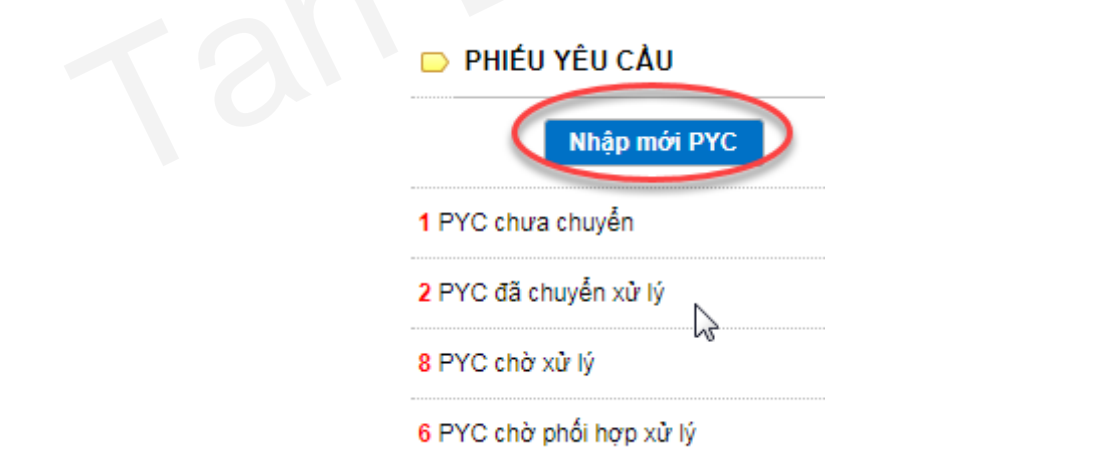 PHIẾU YÊU CẦU
Nhập mới PYC
1 PYC chưa chuyển
2 PYC đã chuyển xử lý
8 PYC chờ xử lý
6 PYC chờ phối hợp xử lý